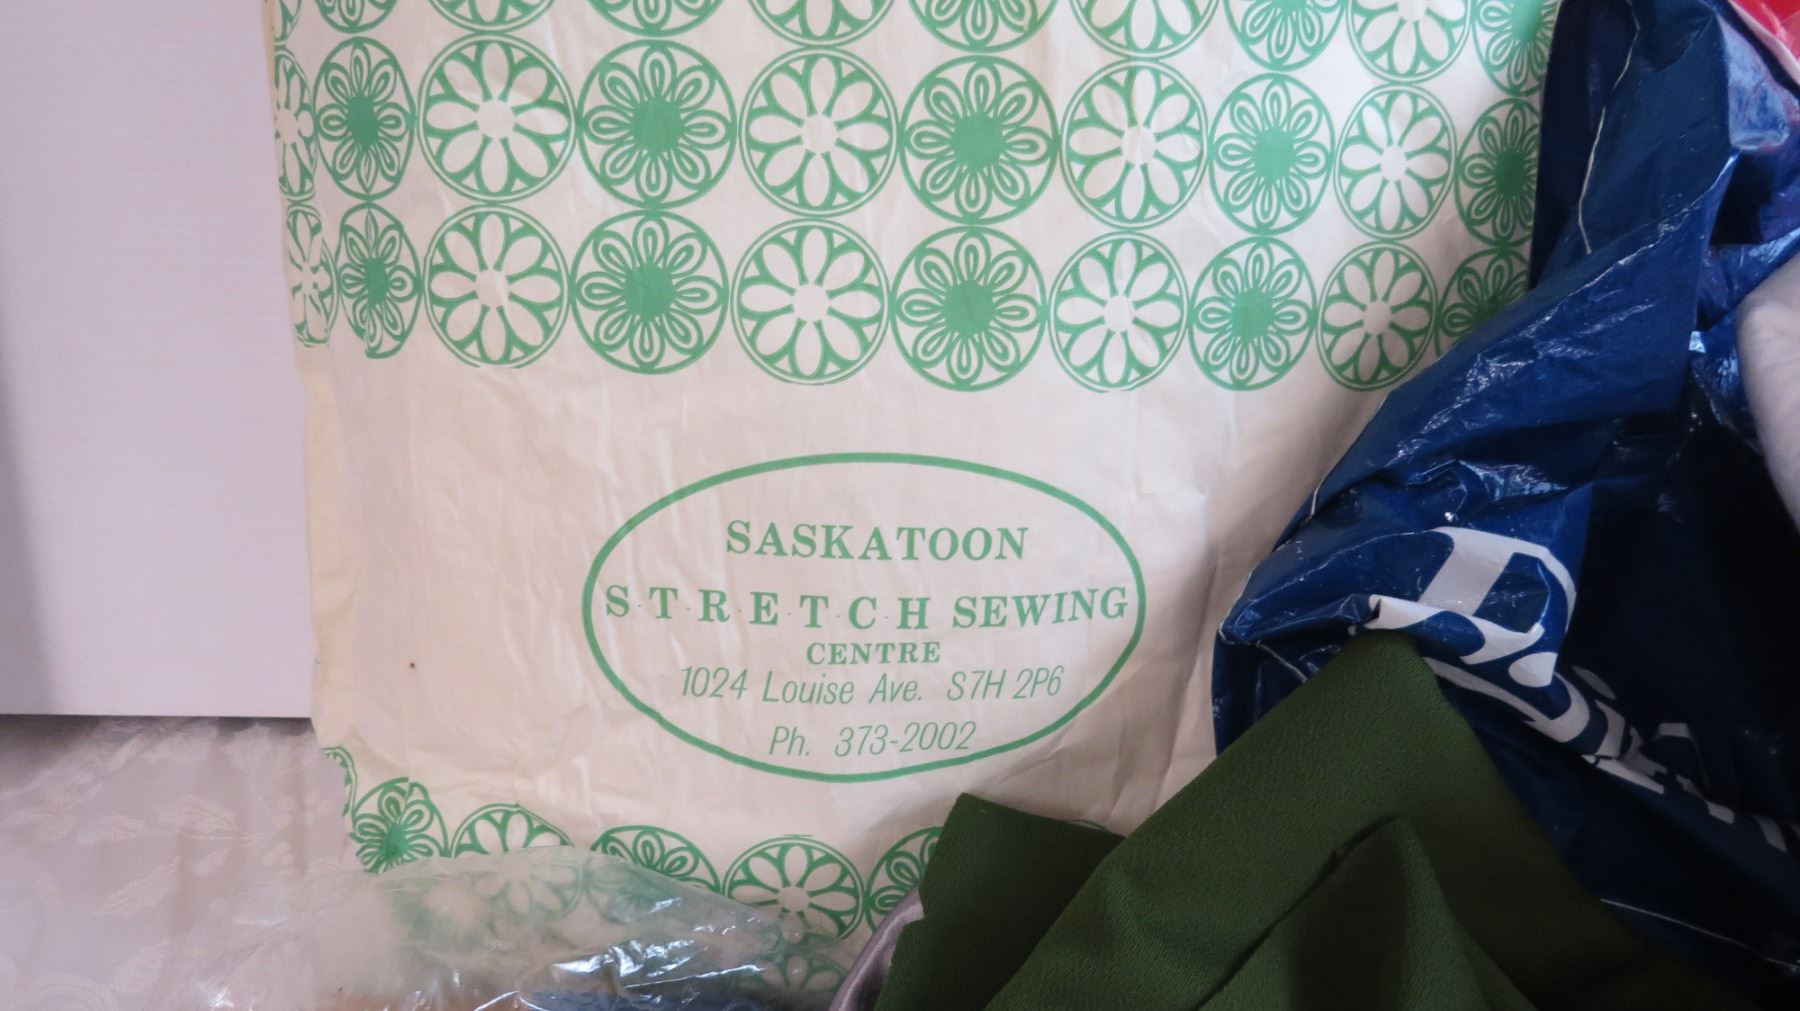 SASKATOON
S·T·R·E·T·C·H SEWING
CENTRE
1024 Louise Ave. S7H 2P6
Ph. 373-2002